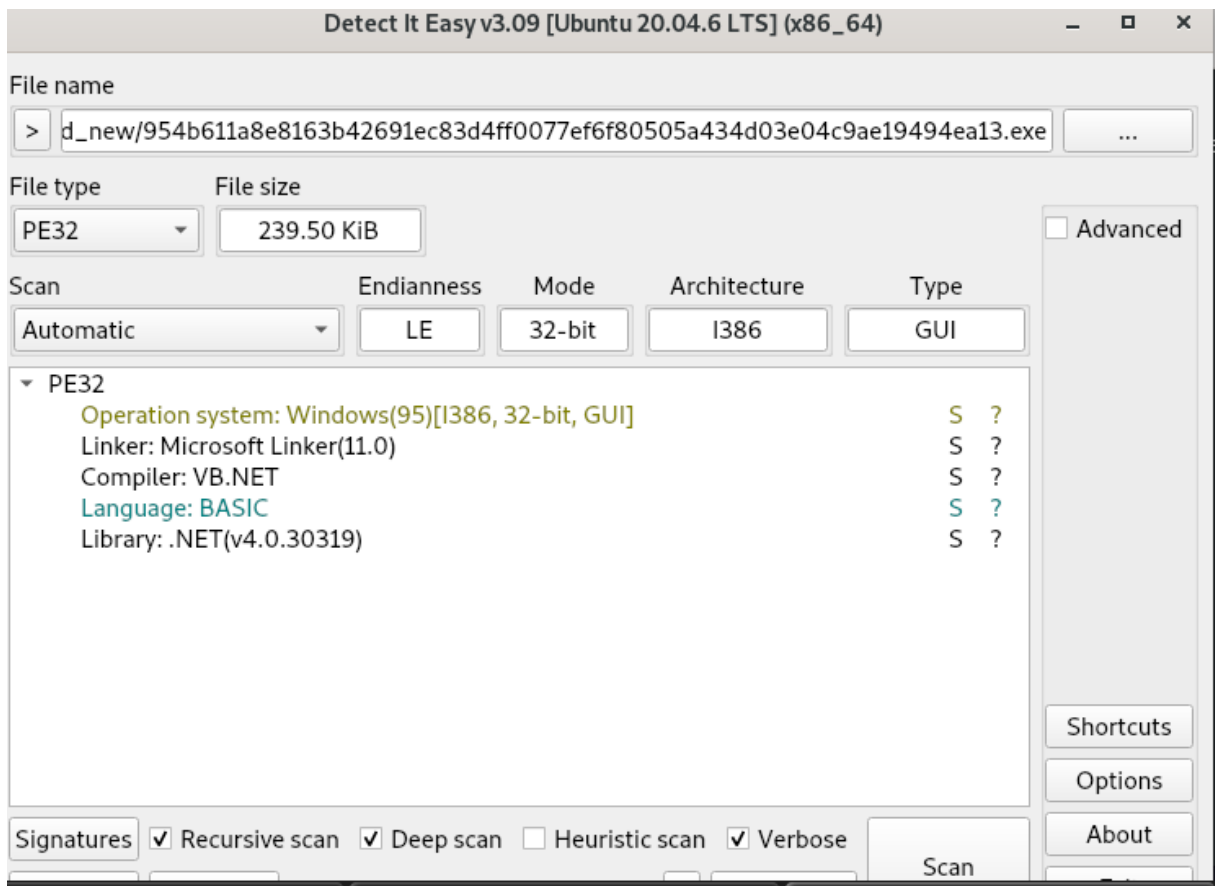 Detect It Easy v3.09 [Ubuntu 20.04.6 LTS] (x86_64)
File name
> d_new/954b611a8e8163b42691ec83d4ff0077ef6f80505a434d03e04c9ae19494ea13.exe ...
File type File size
PE32 239.50 KiB Advanced
Scan Endianness Mode Architecture Type
Automatic LE 32-bit I386 GUI
PE32
Operation system: Windows(95)[I386, 32-bit, GUI] S ?
Linker: Microsoft Linker(11.0) S ?
Compiler: VB.NET S ?
Language: BASIC S ?
Library: .NET(v4.0.30319) S ?
Shortcuts
Options
Signatures Recursive scan Deep scan Heuristic scan Verbose About
Scan